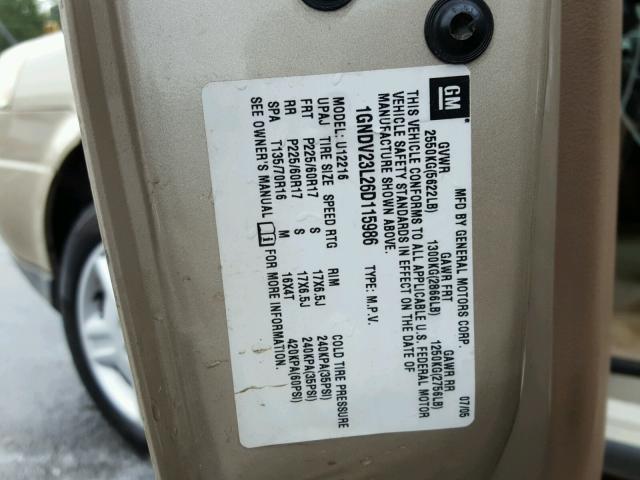 GM
MFD BY GENERAL MOTORS CORP. 07/05
GVWR GAWR FRT GAWR RR
2550KG(5622LB) 1300KG(2866LB) 1250KG(2756LB)
THIS VEHICLE CONFORMS TO ALL APPLICABLE U.S. FEDERAL MOTOR
VEHICLE SAFETY STANDARDS IN EFFECT ON THE DATE OF
MANUFACTURE SHOWN ABOVE.
1GNDV23L26D115986 TYPE: M.P.V.
MODEL: U12216
UPAJ TIRE SIZE SPEED RTG RIM COLD TIRE PRESSURE
FRT P225/60R17 S 17X6.5J 240KPA(35PSI)
RR P225/60R17 S 17X6.5J 240KPA(35PSI)
SPA T135/70R16 M 16X4T 420KPA(60PSI)
SEE OWNER'S MANUAL FOR MORE INFORMATION.